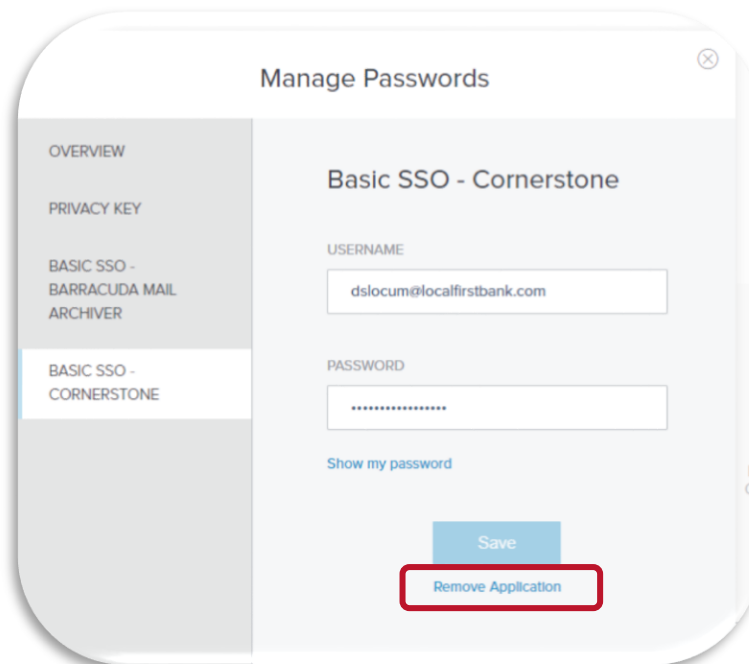 Manage Passwords
OVERVIEW
PRIVACY KEY
BASIC SSO -
BARRACUDA MAIL
ARCHIVER
BASIC SSO -
CORNERSTONE
Basic SSO - Cornerstone
USERNAME
dslocum@localfirstbank.com
PASSWORD
•••••••••••••••••
Show my password
Save
Remove Application